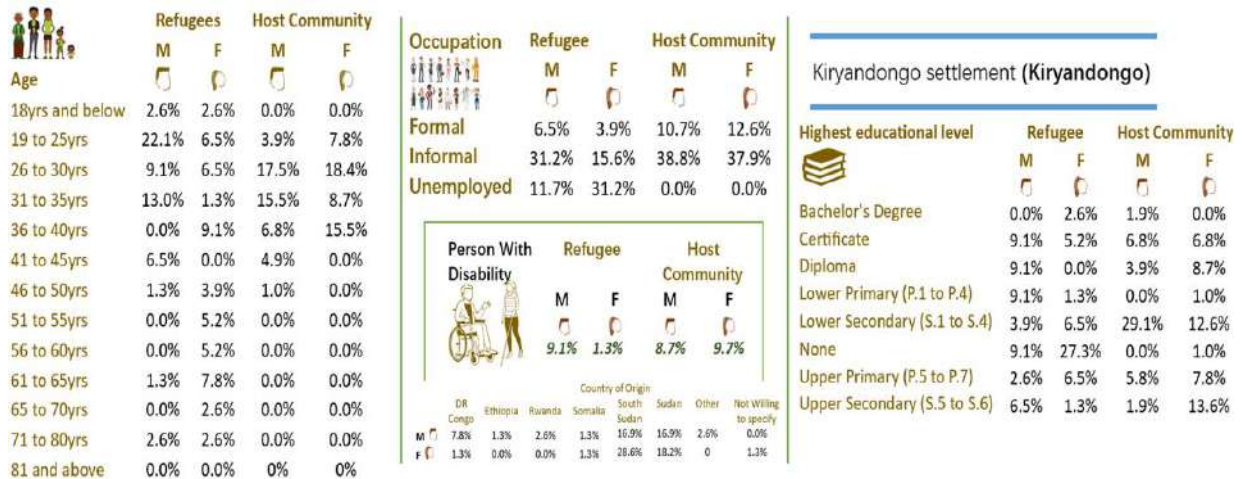 Refugees Host Community
M F M F
Age
18yrs and below 2.6% 2.6% 0.0% 0.0%
19 to 25yrs 22.1% 6.5% 3.9% 7.8%
26 to 30yrs 9.1% 6.5% 17.5% 18.4%
31 to 35yrs 13.0% 1.3% 15.5% 8.7%
36 to 40yrs 0.0% 9.1% 6.8% 15.5%
41 to 45yrs 6.5% 0.0% 4.9% 0.0%
46 to 50yrs 1.3% 3.9% 1.0% 0.0%
51 to 55yrs 0.0% 5.2% 0.0% 0.0%
56 to 60yrs 0.0% 5.2% 0.0% 0.0%
61 to 65yrs 1.3% 7.8% 0.0% 0.0%
65 to 70yrs 0.0% 2.6% 0.0% 0.0%
71 to 80yrs 2.6% 2.6% 0.0% 0.0%
81 and above 0.0% 0.0% 0% 0%
Occupation Refugee Host Community
M F M F
Formal 6.5% 3.9% 10.7% 12.6%
Informal 31.2% 15.6% 38.8% 37.9%
Unemployed 11.7% 31.2% 0.0% 0.0%
Person With Refugee Host
Disability Community
M F M F
9.1% 1.3% 8.7% 9.7%
Country of Origin
DR Ethiopia Rwanda Somalia South Sudan Other Not Willing
Congo Sudan to specify
M 7.8% 1.3% 2.6% 1.3% 16.9% 16.9% 2.6% 0.0%
F 1.3% 0.0% 0.0% 1.3% 28.6% 18.2% 0 1.3%
Kiryandongo settlement (Kiryandongo)
Highest educational level Refugee Host Community
M F M F
Bachelor's Degree 0.0% 2.6% 1.9% 0.0%
Certificate 9.1% 5.2% 6.8% 6.8%
Diploma 9.1% 0.0% 3.9% 8.7%
Lower Primary (P.1 to P.4) 9.1% 1.3% 0.0% 1.0%
Lower Secondary (S.1 to S.4) 3.9% 6.5% 29.1% 12.6%
None 9.1% 27.3% 0.0% 1.0%
Upper Primary (P.5 to P.7) 2.6% 6.5% 5.8% 7.8%
Upper Secondary (S.5 to S.6) 6.5% 1.3% 1.9% 13.6%